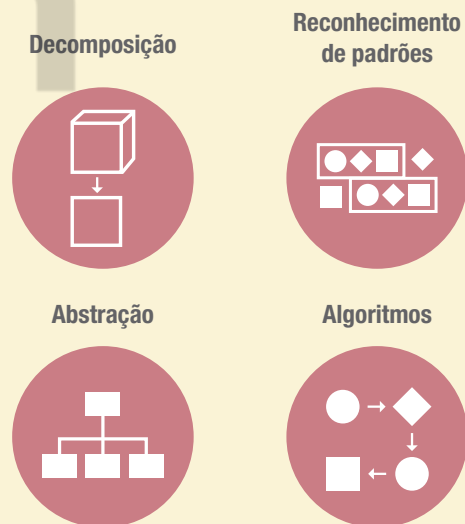 Decomposição
Reconhecimento
de padrões
Abstração
Algoritmos